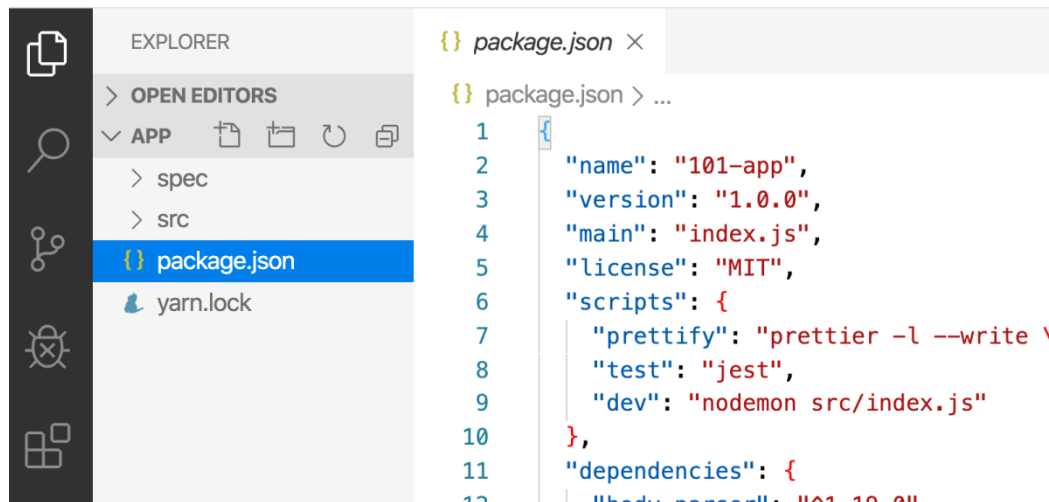 EXPLORER
OPEN EDITORS
APP
spec
src
{} package.json
yarn.lock
{} package.json ×
{} package.json > ...
1 {
2 "name": "101-app",
3 "version": "1.0.0",
4 "main": "index.js",
5 "license": "MIT",
6 "scripts": {
7 "prettify": "prettier -l --write \
8 "test": "jest",
9 "dev": "nodemon src/index.js"
10 },
11 "dependencies": {